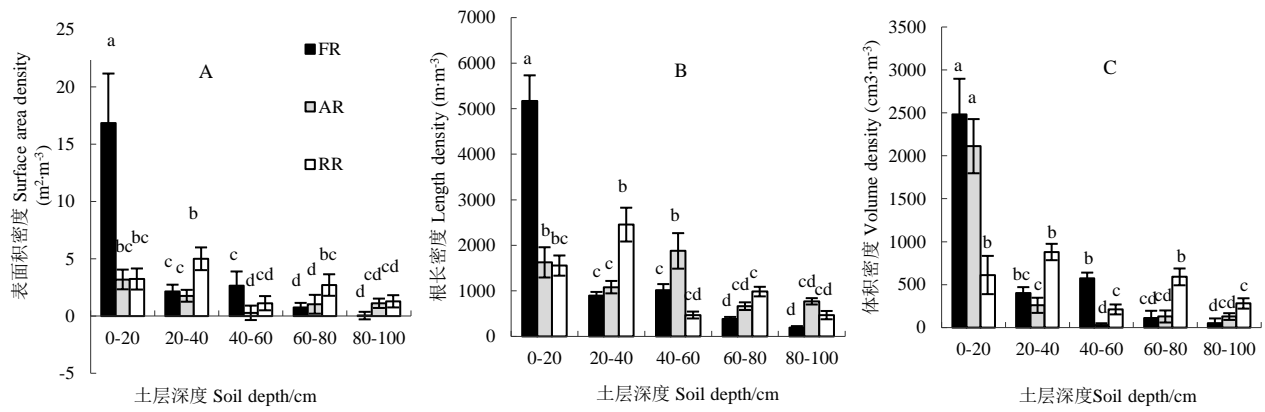 表面积密度 Surface area density
(m²·m⁻³)
25
20
15
10
5
0
-5
a
bc bc
c c b
c d cd
d d bc
d cd cd
FR
AR
RR
A
0-20 20-40 40-60 60-80 80-100
土层深度 Soil depth/cm
根长密度 Length density (m·m⁻³)
7000
6000
5000
4000
3000
2000
1000
0
a b bc
c c b
c b cd
d cd c
d cd cd
B
0-20 20-40 40-60 60-80 80-100
土层深度 Soil depth/cm
体积密度 Volume density (cm3·m⁻³)
3500
3000
2500
2000
1500
1000
500
0
a a b
bc c b
b d c
cd cd b
d cd c
C
0-20 20-40 40-60 60-80 80-100
土层深度Soil depth/cm